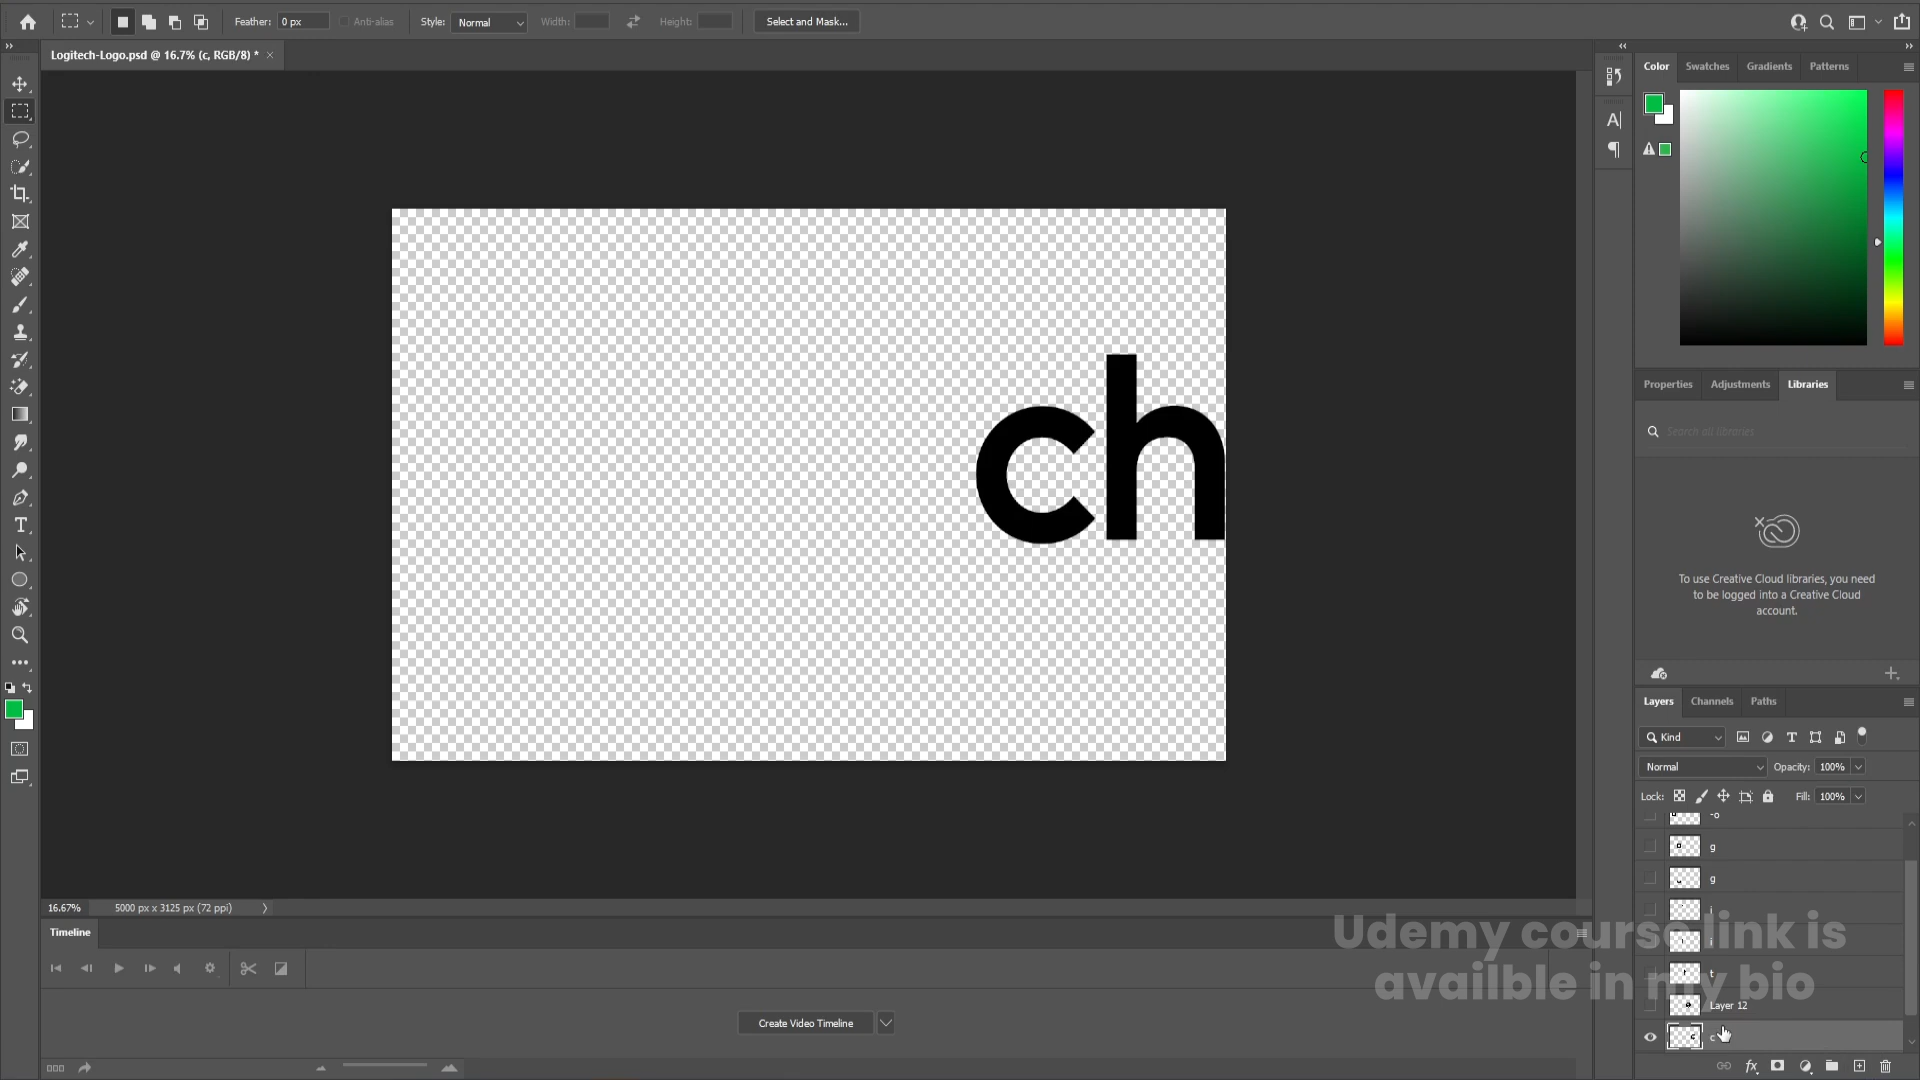 Feather: 0 px Anti-alias Style: Normal Width: Height: Select and Mask...
Logitech-Logo.psd @ 16.7% (c, RGB/8) *
Color Swatches Gradients Patterns
ch
Properties Adjustments Libraries
Search all libraries
To use Creative Cloud libraries, you need
to be logged into a Creative Cloud
account.
Layers Channels Paths
Kind
Normal Opacity: 100%
Lock: Fill: 100%
-o
g
g
i
i
t
Layer 12
c
16.67% 5000 px x 3125 px (72 ppi)
Timeline
Create Video Timeline
Udemy course link is
availble in my bio